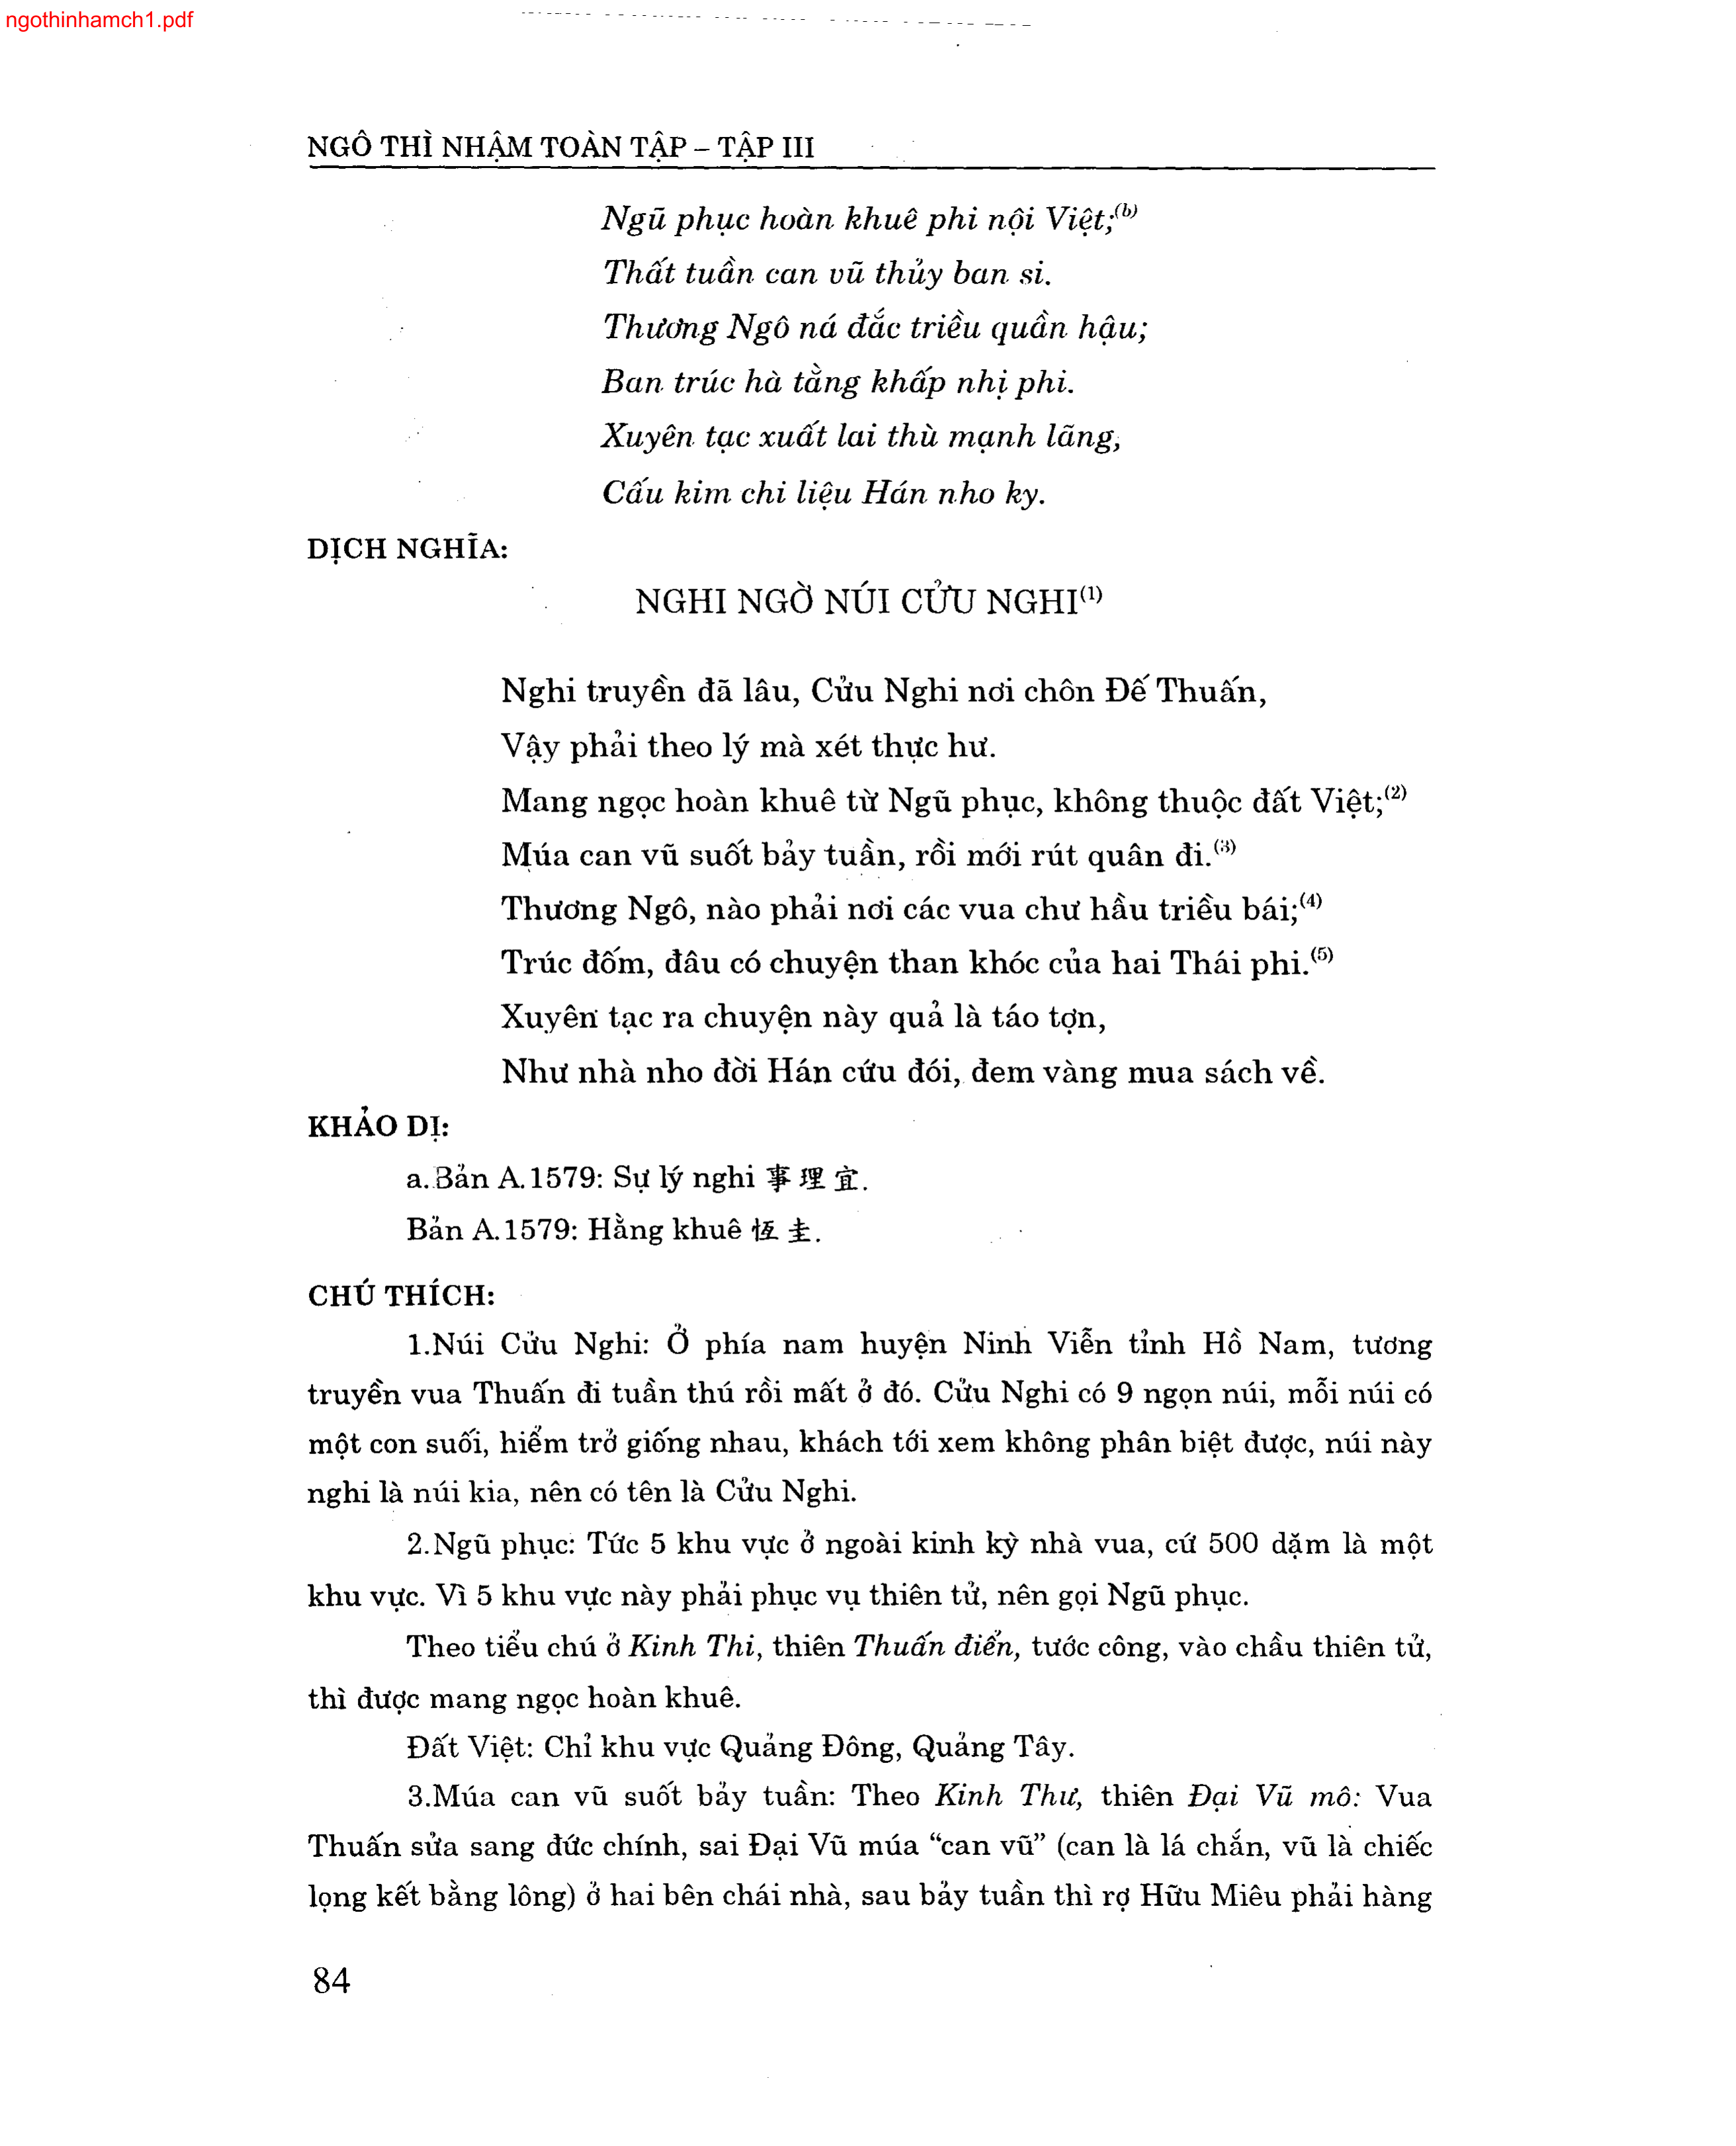 ngothinhamch1.pdf
NGÔ THÌ NHẬM TOÀN TẬP – TẬP III
Ngũ phục hoàn khuê phi nội Việt;(b)
Thất tuần can vũ thủy ban si.
Thương Ngô ná đắc triều quần hậu;
Ban trúc hà tằng khấp nhị phi.
Xuyên tạc xuất lai thù mạnh lãng,
Cấu kim chi liệu Hán nho ky.
DỊCH NGHĨA:
NGHI NGỜ NÚI CỬU NGHI(1)
Nghi truyền đã lâu, Cửu Nghi nơi chôn Đế Thuấn,
Vậy phải theo lý mà xét thực hư.
Mang ngọc hoàn khuê từ Ngũ phục, không thuộc đất Việt;(2)
Múa can vũ suốt bảy tuần, rồi mới rút quân đi.(3)
Thương Ngô, nào phải nơi các vua chư hầu triều bái;(4)
Trúc đốm, đâu có chuyện than khóc của hai Thái phi.(5)
Xuyên tạc ra chuyện này quả là táo tợn,
Như nhà nho đời Hán cứu đói, đem vàng mua sách về.
KHẢO DỊ:
a.Bản A.1579: Sự lý nghi 事理宜.
Bản A.1579: Hằng khuê 恆圭.
CHÚ THÍCH:
1.Núi Cửu Nghi: Ở phía nam huyện Ninh Viễn tỉnh Hồ Nam, tương
truyền vua Thuấn đi tuần thú rồi mất ở đó. Cửu Nghi có 9 ngọn núi, mỗi núi có
một con suối, hiểm trở giống nhau, khách tới xem không phân biệt được, núi này
nghi là núi kia, nên có tên là Cửu Nghi.
2.Ngũ phục: Tức 5 khu vực ở ngoài kinh kỳ nhà vua, cứ 500 dặm là một
khu vực. Vì 5 khu vực này phải phục vụ thiên tử, nên gọi Ngũ phục.
Theo tiểu chú ở Kinh Thi, thiên Thuấn điển, tước công, vào chầu thiên tử,
thì được mang ngọc hoàn khuê.
Đất Việt: Chỉ khu vực Quảng Đông, Quảng Tây.
3.Múa can vũ suốt bảy tuần: Theo Kinh Thư, thiên Đại Vũ mô: Vua
Thuấn sửa sang đức chính, sai Đại Vũ múa “can vũ” (can là lá chắn, vũ là chiếc
lọng kết bằng lông) ở hai bên chái nhà, sau bảy tuần thì rợ Hữu Miêu phải hàng
84